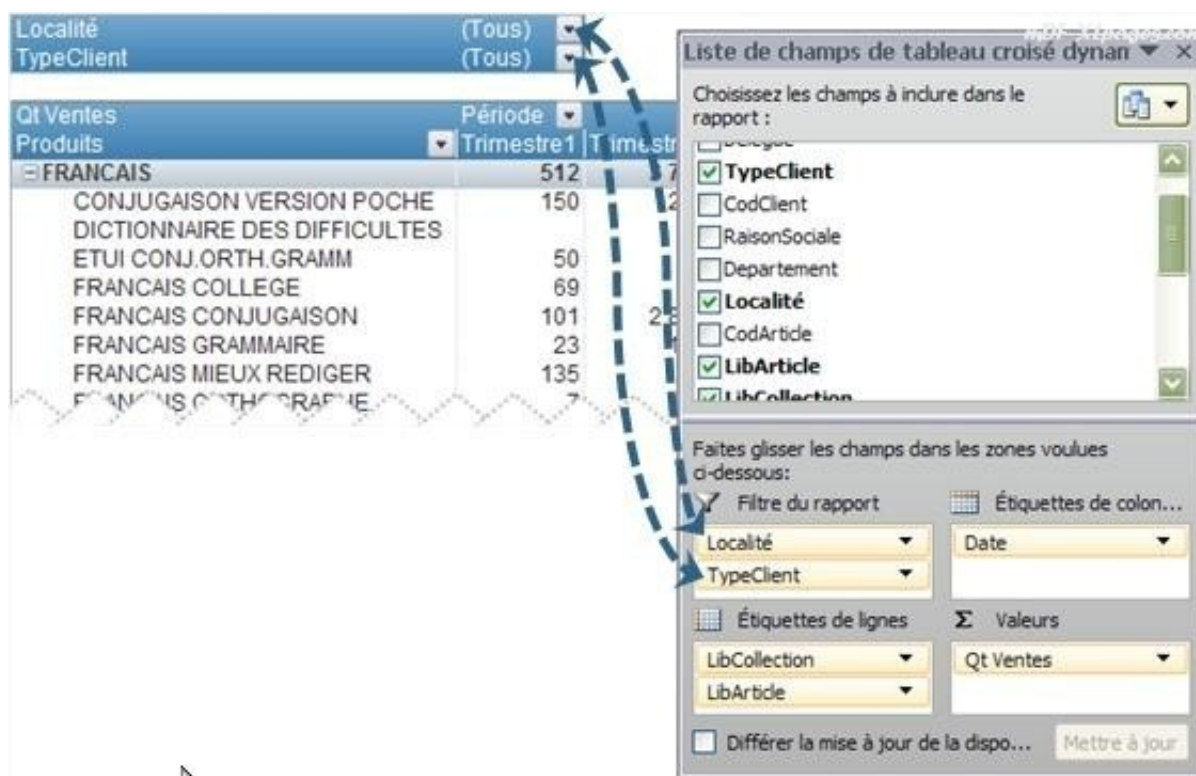 Localité (Tous)
TypeClient (Tous)
Qt Ventes Période
Produits Trimestre1
FRANCAIS 512
CONJUGAISON VERSION POCHE 150
DICTIONNAIRE DES DIFFICULTES
ETUI CONJ.ORTH.GRAMM 50
FRANCAIS COLLEGE 69
FRANCAIS CONJUGAISON 101
FRANCAIS GRAMMAIRE 23
FRANCAIS MIEUX REDIGER 135
Liste de champs de tableau croisé dynam
Choisissez les champs à inclure dans le
rapport :
TypeClient
CodClient
RaisonSociale
Departement
Localité
CodArticle
LibArticle
LibCollection
Faites glisser les champs dans les zones voulues
ci-dessous:
Filtre du rapport
Localité
TypeClient
Étiquettes de colon...
Date
Étiquettes de lignes
LibCollection
LibArticle
Σ Valeurs
Qt Ventes
Différer la mise à jour de la dispo...
Mettre à jour